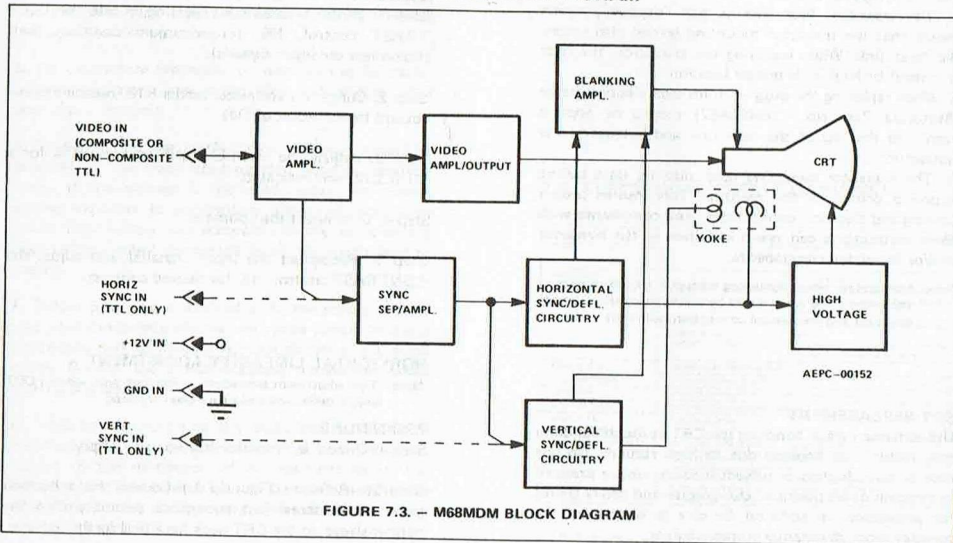 BLANKING
AMPL.
VIDEO IN
(COMPOSITE OR
NON-COMPOSITE
TTL)
VIDEO
AMPL.
VIDEO
AMPL/OUTPUT
CRT
YOKE
HORIZ
SYNC IN
(TTL ONLY)
SYNC
SEP/AMPL.
HORIZONTAL
SYNC/DEFL.
CIRCUITRY
HIGH
VOLTAGE
+12V IN
GND IN
AEPC-00152
VERT.
SYNC IN
(TTL ONLY)
VERTICAL
SYNC/DEFL.
CIRCUITRY
FIGURE 7.3. – M68MDM BLOCK DIAGRAM